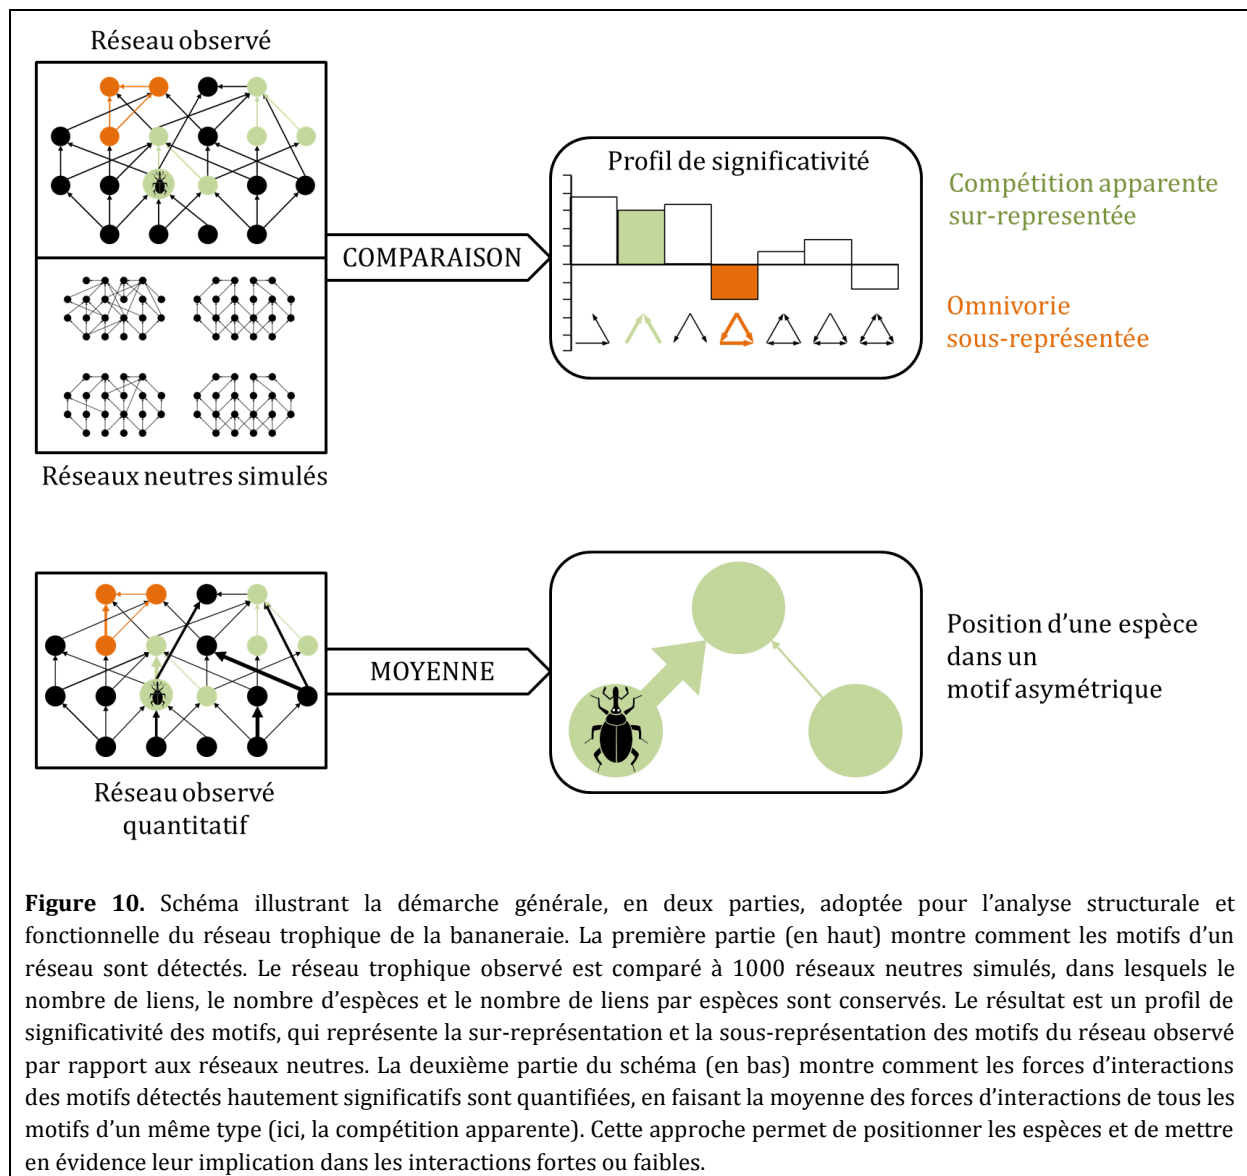 Réseau observé
Profil de significativité
Compétition apparente
sur-representée
COMPARAISON
Omnivorie
sous-représentée
Réseaux neutres simulés
MOYENNE
Position d’une espèce
dans un
motif asymétrique
Réseau observé
quantitatif
Figure 10. Schéma illustrant la démarche générale, en deux parties, adoptée pour l’analyse structurale et
fonctionnelle du réseau trophique de la bananeraie. La première partie (en haut) montre comment les motifs d’un
réseau sont détectés. Le réseau trophique observé est comparé à 1000 réseaux neutres simulés, dans lesquels le
nombre de liens, le nombre d’espèces et le nombre de liens par espèces sont conservés. Le résultat est un profil de
significativité des motifs, qui représente la sur-représentation et la sous-représentation des motifs du réseau observé
par rapport aux réseaux neutres. La deuxième partie du schéma (en bas) montre comment les forces d’interactions
des motifs détectés hautement significatifs sont quantifiées, en faisant la moyenne des forces d’interactions de tous les
motifs d’un même type (ici, la compétition apparente). Cette approche permet de positionner les espèces et de mettre
en évidence leur implication dans les interactions fortes ou faibles.